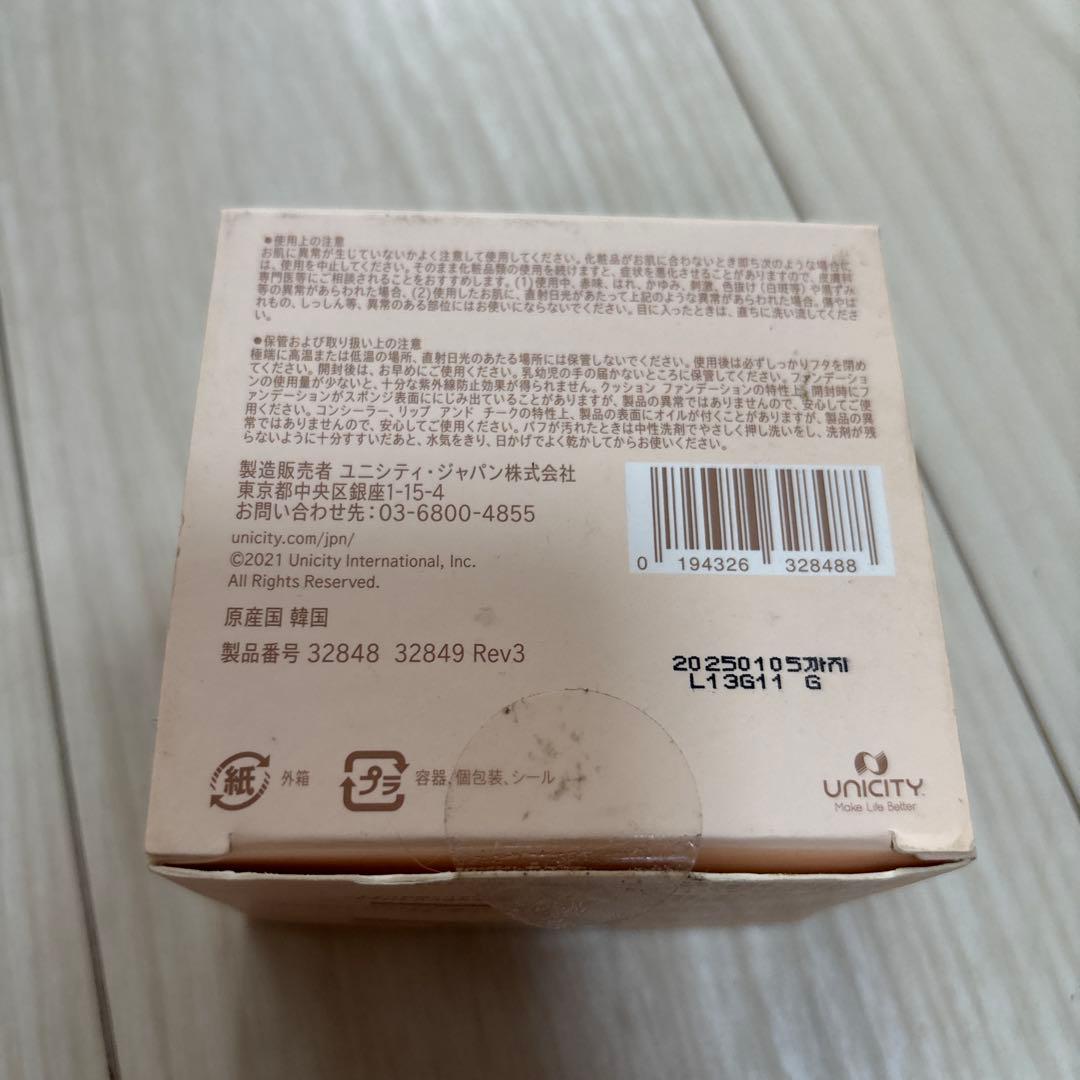 ●使用上の注意
お肌に異常が生じていないかよく注意して使用してください。化粧品がお肌に合わないとき即ち次のような場合に
は、使用を中止してください。そのまま化粧品類の使用を続けますと、症状を悪化させることがありますので、皮膚科
専門医等にご相談されることをおすすめします。(1)使用中、赤味、はれ、かゆみ、刺激、色抜け(白斑等)や黒ずみ
等の異常があらわれた場合、(2)使用したお肌に、直射日光があたって上記のような異常があらわれた場合。傷やは
れもの、しっしん等、異常のある部位にはお使いにならないでください。目に入ったときは、直ちに洗い流してくださ
い。
●保管および取り扱い上の注意
極端に高温または低温の場所、直射日光のあたる場所には保管しないでください。使用後は必ずしっかりフタを閉め
てください。開封後は、お早めにご使用ください。乳幼児の手の届かないところに保管してください。ファンデーショ
ンの使用量が少ないと、十分な紫外線防止効果が得られません。クッション ファンデーションの特性上、開封時にフ
ァンデーションがスポンジ表面ににじみ出ていることがありますが、製品の異常ではありませんので、安心してご使
用ください。コンシーラー、リップ アンド チークの特性上、製品の表面にオイルが付くことがありますが、製品の異
常ではありませんので、安心してご使用ください。パフが汚れたときは中性洗剤でやさしく押し洗いをし、洗剤が残
らないように十分すすいだあと、水気をきり、日かげでよく乾かしてからお使いください。
製造販売者 ユニシティ・ジャパン株式会社
東京都中央区銀座1-15-4
お問い合わせ先：03-6800-4855
unicity.com/jpn/
©2021 Unicity International, Inc.
All Rights Reserved.
0 194326 328488
原産国 韓国
製品番号 32848 32849 Rev3
20250105까지
L13G11 G
紙 外箱
プラ 容器、個包装、シール
UNICITY
Make Life Better